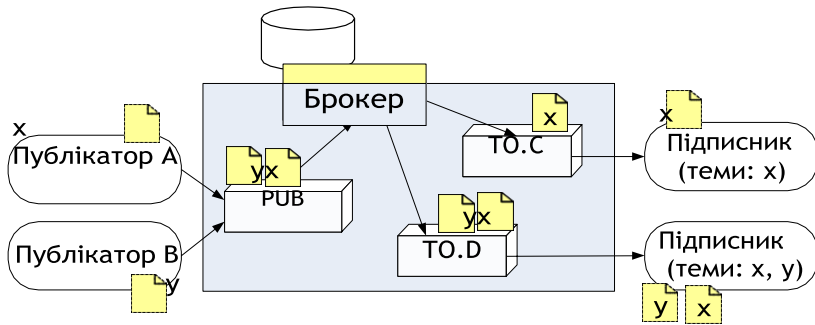 Брокер
x
x
x
Публікатор A
yx
PUB
TO.C
Підписник
(теми: x)
Публікатор B
y
yx
TO.D
Підписник
(теми: x, y)
y
x